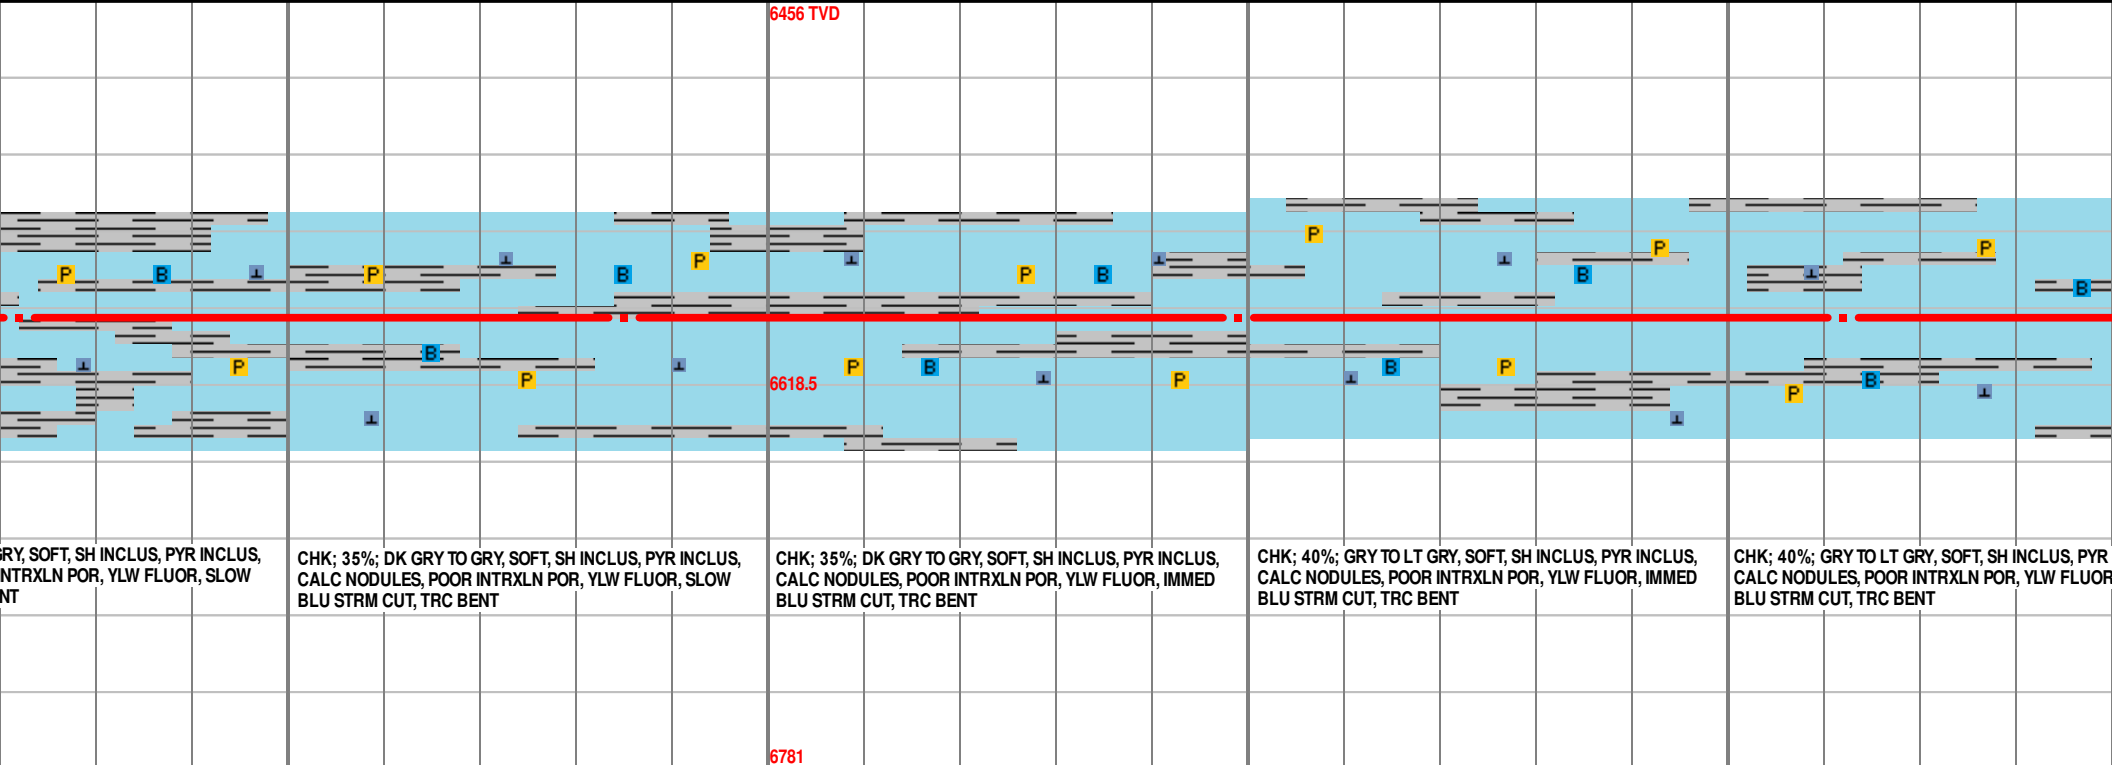 6456 TVD
P B P B P P B P P B P B
P B P P B P B P P B
6618.5
GRY, SOFT, SH INCLUS, PYR INCLUS,
INTRXLN POR, YLW FLUOR, SLOW
NT
CHK; 35%; DK GRY TO GRY, SOFT, SH INCLUS, PYR INCLUS,
CALC NODULES, POOR INTRXLN POR, YLW FLUOR, SLOW
BLU STRM CUT, TRC BENT
CHK; 35%; DK GRY TO GRY, SOFT, SH INCLUS, PYR INCLUS,
CALC NODULES, POOR INTRXLN POR, YLW FLUOR, IMMED
BLU STRM CUT, TRC BENT
CHK; 40%; GRY TO LT GRY, SOFT, SH INCLUS, PYR INCLUS,
CALC NODULES, POOR INTRXLN POR, YLW FLUOR, IMMED
BLU STRM CUT, TRC BENT
CHK; 40%; GRY TO LT GRY, SOFT, SH INCLUS, PYR
CALC NODULES, POOR INTRXLN POR, YLW FLUOR
BLU STRM CUT, TRC BENT
6781